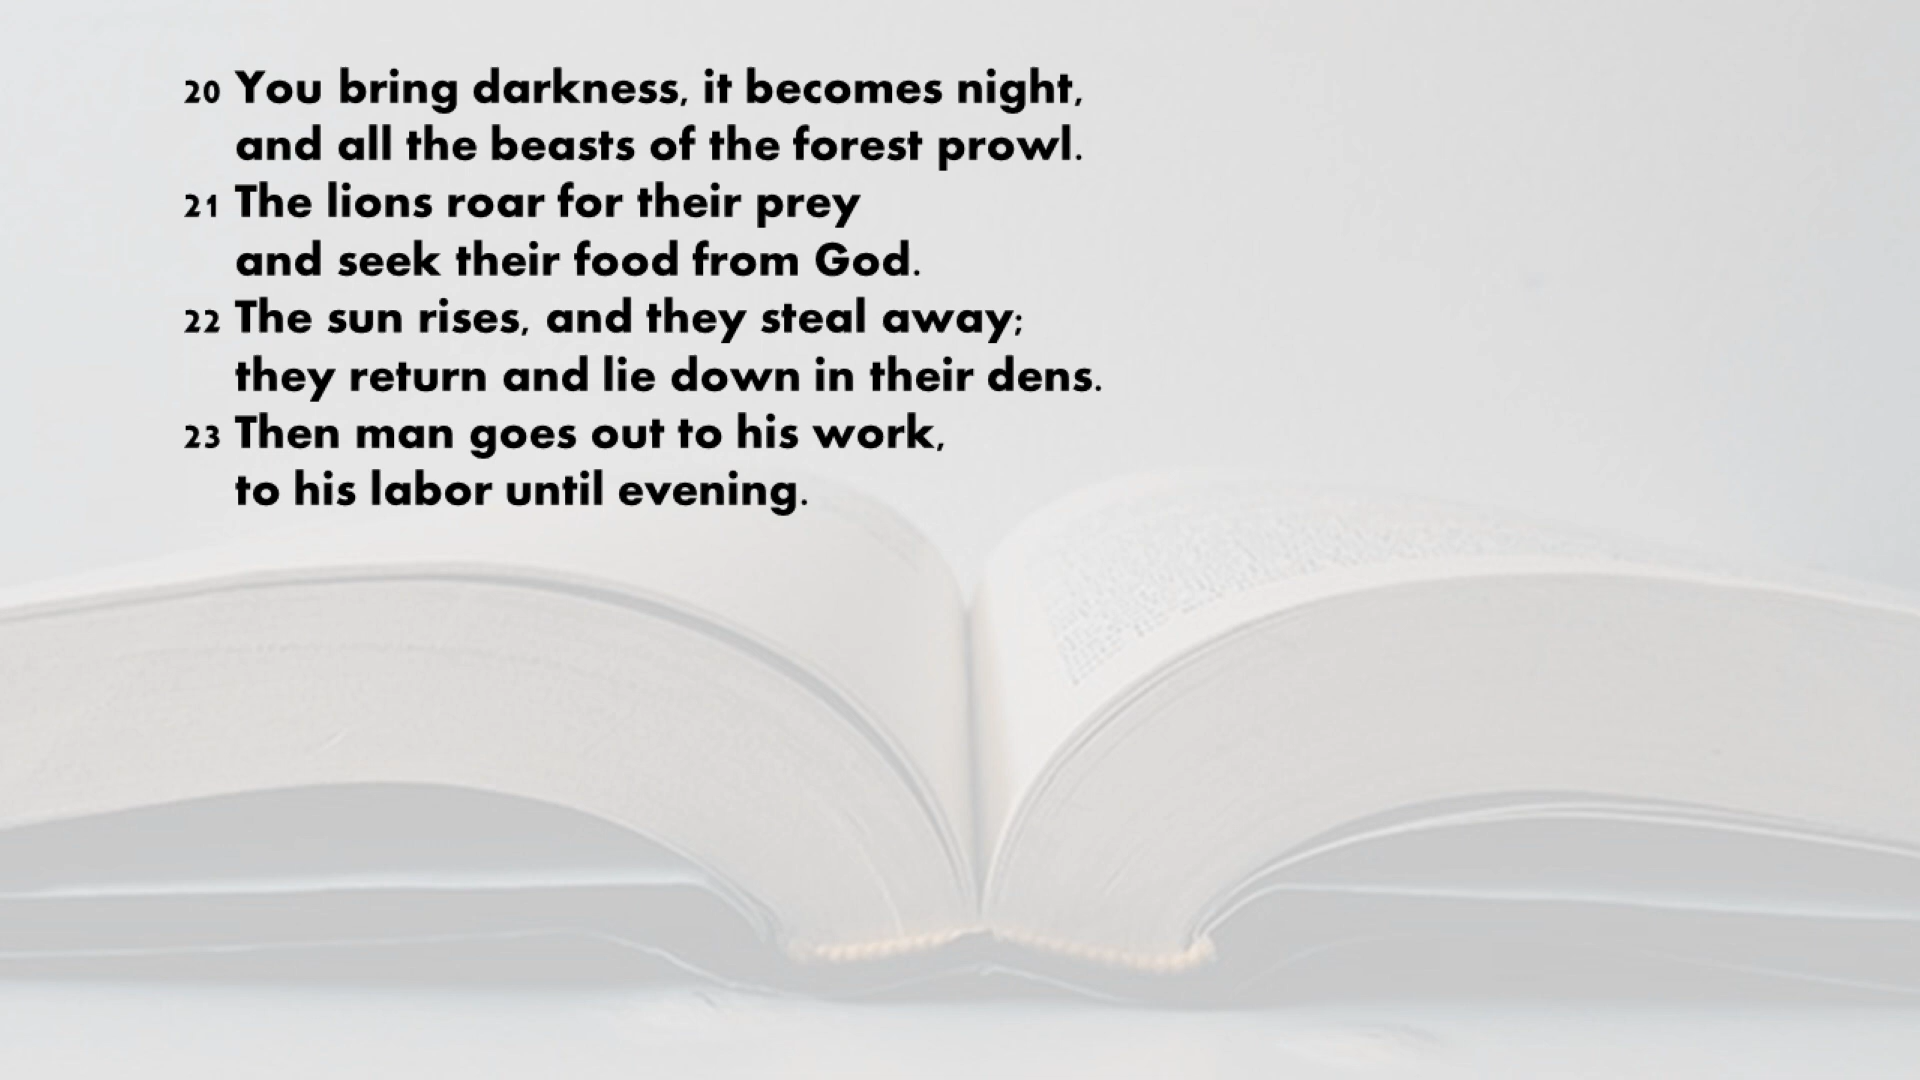 20 You bring darkness, it becomes night,
and all the beasts of the forest prowl.
21 The lions roar for their prey
and seek their food from God.
22 The sun rises, and they steal away;
they return and lie down in their dens.
23 Then man goes out to his work,
to his labor until evening.